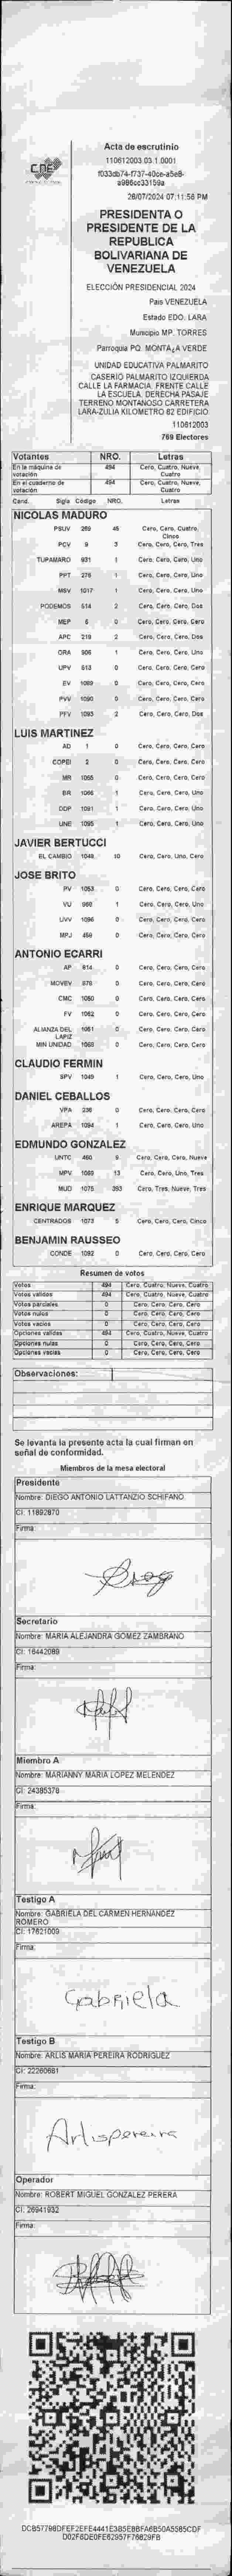 CNE
Acta de escrutinio
110612003.03.1.0001
f033db74-f737-40ce-a5e8-
a986cc33159a
28/07/2024 07:11:56 PM
PRESIDENTA O
PRESIDENTE DE LA
REPUBLICA
BOLIVARIANA DE
VENEZUELA
ELECCIÓN PRESIDENCIAL 2024
Pais VENEZUELA
Estado EDO. LARA
Municipio MP. TORRES
Parroquia PQ. MONTA¿A VERDE
UNIDAD EDUCATIVA PALMARITO
CASERIO PALMARITO IZQUIERDA
CALLE LA FARMACIA. FRENTE CALLE
LA ESCUELA. DERECHA PASAJE
TERRENO MONTANOSO CARRETERA
LARA-ZULIA KILOMETRO 82 EDIFICIO
110612003
769 Electores
Votantes NRO. Letras
En la máquina de votación 494 Cero, Cuatro, Nueve, Cuatro
En el cuaderno de votación 494 Cero, Cuatro, Nueve, Cuatro
Cand. Sigla Código NRO. Letras
NICOLAS MADURO
PSUV 289 45 Cero, Cero, Cuatro, Cinco
PCV 9 3 Cero, Cero, Cero, Tres
TUPAMARO 931 1 Cero, Cero, Cero, Uno
PPT 276 1 Cero, Cero, Cero, Uno
MSV 1017 1 Cero, Cero, Cero, Uno
PODEMOS 514 2 Cero, Cero, Cero, Dos
MEP 6 0 Cero, Cero, Cero, Cero
APC 219 2 Cero, Cero, Cero, Dos
ORA 506 1 Cero, Cero, Cero, Uno
UPV 613 0 Cero, Cero, Cero, Cero
EV 1089 0 Cero, Cero, Cero, Cero
PVV 1090 0 Cero, Cero, Cero, Cero
PFV 1093 2 Cero, Cero, Cero, Dos
LUIS MARTINEZ
AD 1 0 Cero, Cero, Cero, Cero
COPEI 2 0 Cero, Cero, Cero, Cero
MR 1055 0 Cero, Cero, Cero, Cero
BR 1066 1 Cero, Cero, Cero, Uno
DDP 1091 1 Cero, Cero, Cero, Uno
UNE 1095 1 Cero, Cero, Cero, Uno
JAVIER BERTUCCI
EL CAMBIO 1048 10 Cero, Cero, Uno, Cero
JOSE BRITO
PV 1053 0 Cero, Cero, Cero, Cero
VU 960 1 Cero, Cero, Cero, Uno
UVV 1096 0 Cero, Cero, Cero, Cero
MPJ 459 0 Cero, Cero, Cero, Cero
ANTONIO ECARRI
AP 814 0 Cero, Cero, Cero, Cero
MOVEV 878 0 Cero, Cero, Cero, Cero
CMC 1050 0 Cero, Cero, Cero, Cero
FV 1052 0 Cero, Cero, Cero, Cero
ALIANZA DEL LAPIZ 1061 0 Cero, Cero, Cero, Cero
MIN UNIDAD 1068 0 Cero, Cero, Cero, Cero
CLAUDIO FERMIN
SPV 1049 1 Cero, Cero, Cero, Uno
DANIEL CEBALLOS
VPA 238 0 Cero, Cero, Cero, Cero
AREPA 1094 1 Cero, Cero, Cero, Uno
EDMUNDO GONZALEZ
UNTC 460 9 Cero, Cero, Cero, Nueve
MPV 1069 13 Cero, Cero, Uno, Tres
MUD 1075 393 Cero, Tres, Nueve, Tres
ENRIQUE MARQUEZ
CENTRADOS 1073 5 Cero, Cero, Cero, Cinco
BENJAMIN RAUSSEO
CONDE 1092 0 Cero, Cero, Cero, Cero
Resumen de votos
Votos 494 Cero, Cuatro, Nueve, Cuatro
Votos validos 494 Cero, Cuatro, Nueve, Cuatro
Votos parciales 0 Cero, Cero, Cero, Cero
Votos nulos 0 Cero, Cero, Cero, Cero
Votos vacios 0 Cero, Cero, Cero, Cero
Opciones validas 494 Cero, Cuatro, Nueve, Cuatro
Opciones nulas 0 Cero, Cero, Cero, Cero
Opciones vacias 0 Cero, Cero, Cero, Cero
Observaciones:
Se levanta la presente acta la cual firman en
señal de conformidad.
Miembros de la mesa electoral
Presidente
Nombre: DIEGO ANTONIO LATTANZIO SCHIFANO
CI: 11692870
Firma:
Secretario
Nombre: MARIA ALEJANDRA GOMEZ ZAMBRANO
CI: 16442089
Firma:
Miembro A
Nombre: MARIANNY MARIA LOPEZ MELENDEZ
CI: 24385378
Firma:
Testigo A
Nombre: GABRIELA DEL CARMEN HERNANDEZ
ROMERO
CI: 17621009
Firma:
Gabriela
Testigo B
Nombre: ARLIS MARIA PEREIRA RODRIGUEZ
CI: 22260681
Firma:
Arlispereira
Operador
Nombre: ROBERT MIGUEL GONZALEZ PERERA
CI: 26941932
Firma:
DCB57798DFEF2EFE4441E3B5EBBFA6B50A5585CDF
D02F8DE0FE62957F76829FB